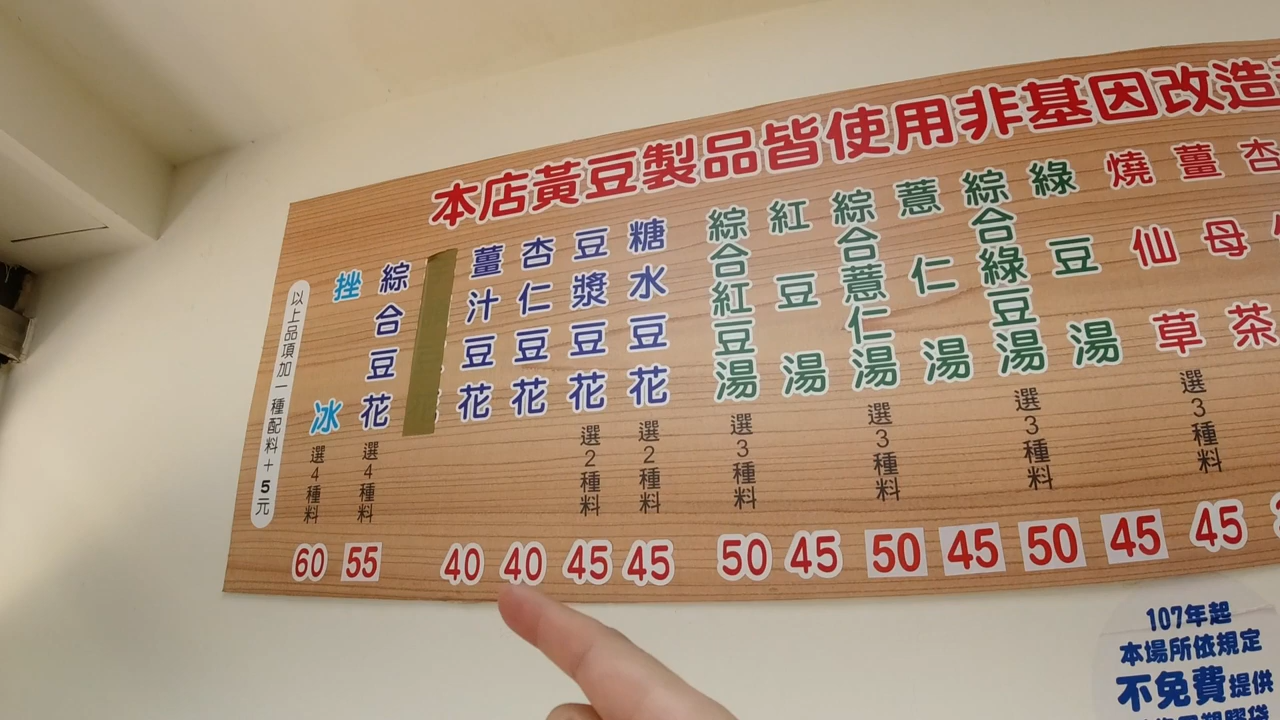 本店黃豆製品皆使用非基因改造
杏
薑母茶
燒仙草
選3種料
45
綠豆湯
45
綜合綠豆湯
選3種料
50
薏仁湯
45
綜合薏仁湯
選3種料
50
紅豆湯
45
綜合紅豆湯
選3種料
50
糖水豆花
選2種料
45
豆漿豆花
選2種料
45
杏仁豆花
40
薑汁豆花
40
綜合豆花
選4種料
55
挫冰
選4種料
60
以上品項加一種配料+5元
107年起
本場所依規定
不免費提供
塑膠袋